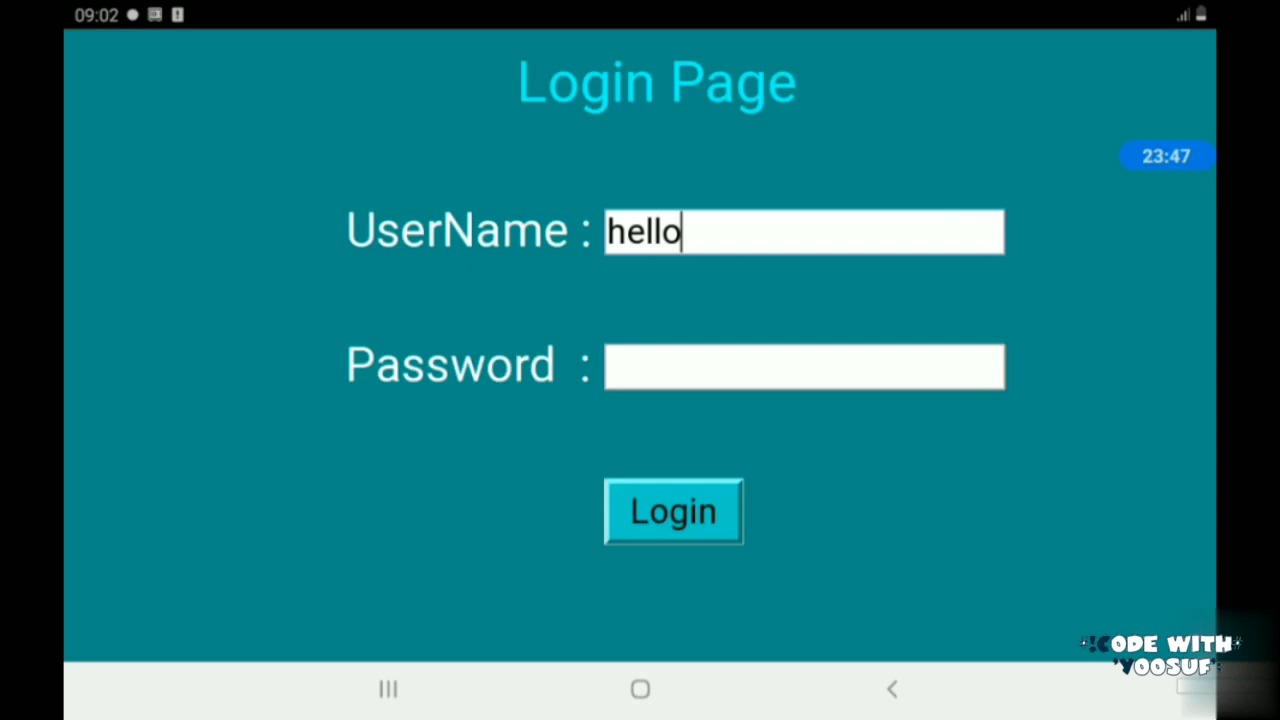 09:02
Login Page
23:47
UserName : hello
Password :
Login
!CODE WITH
'YOOSUF'